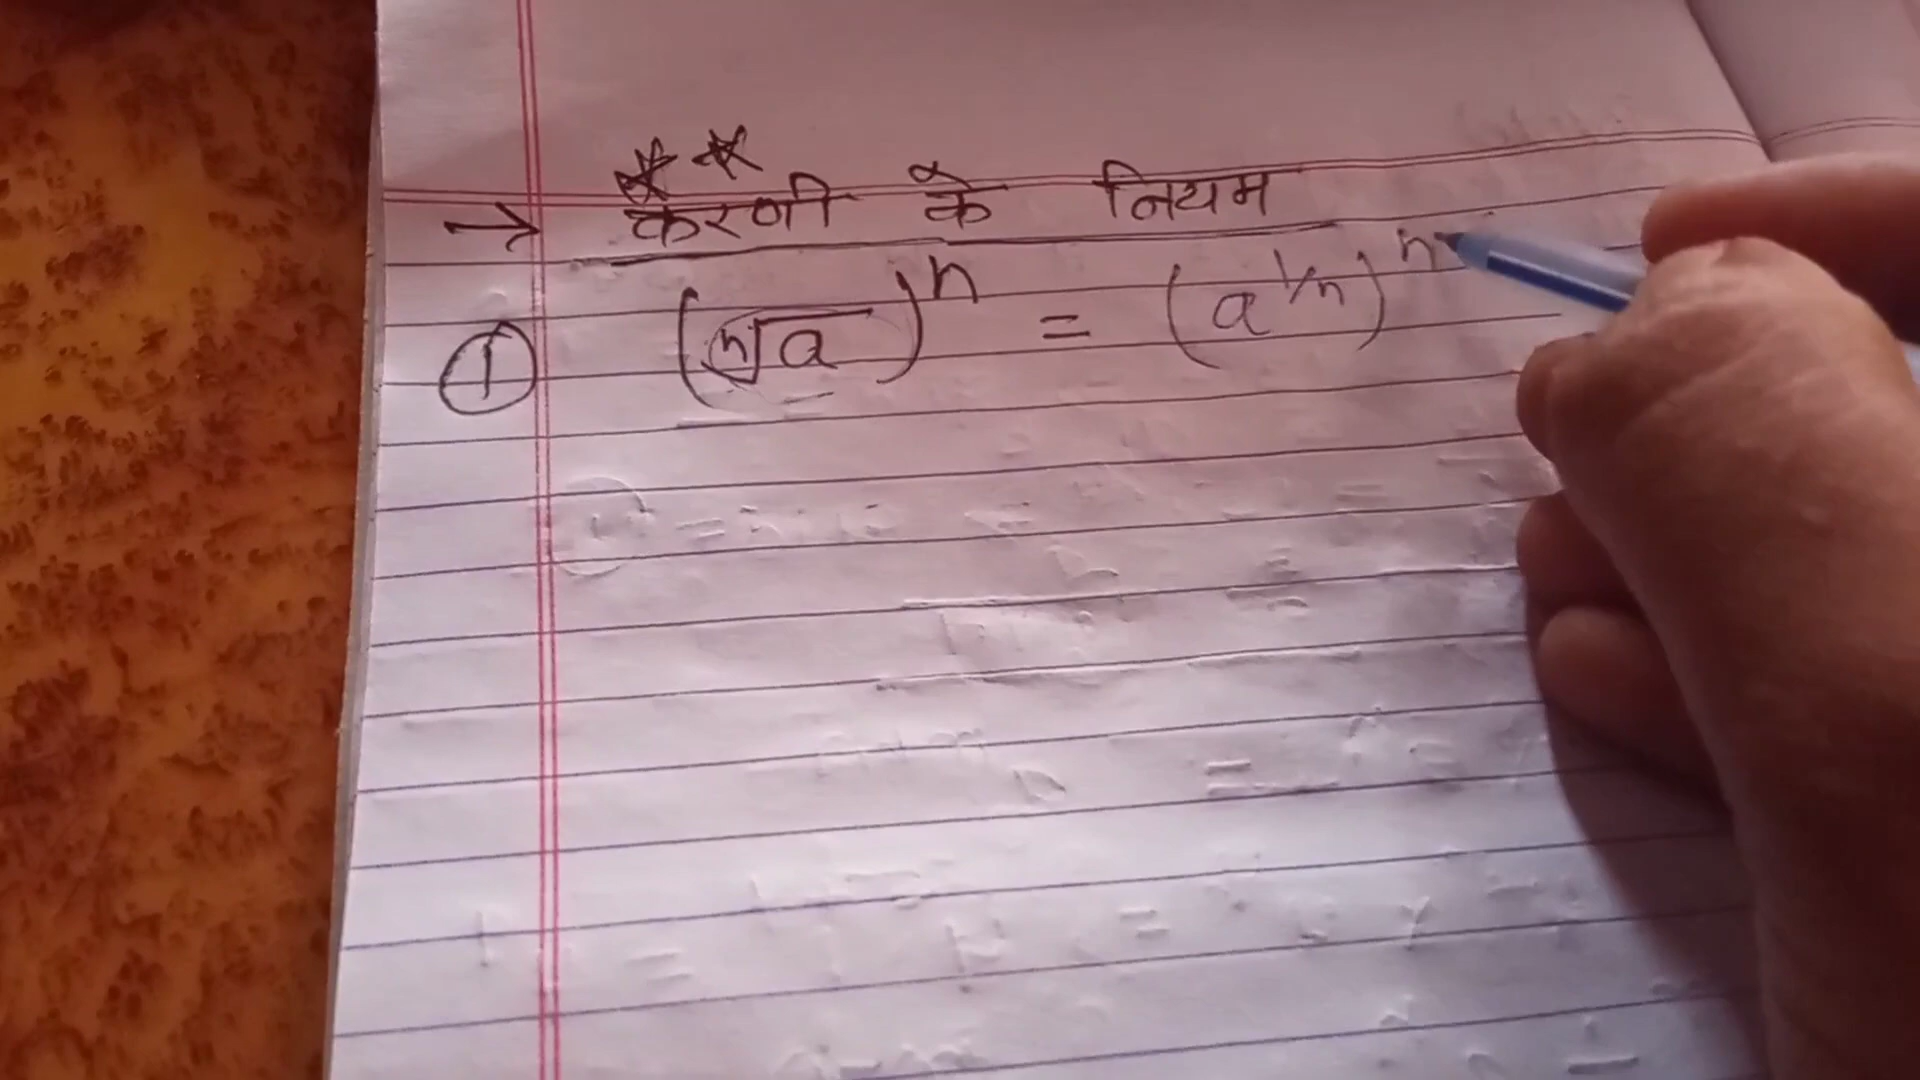 ** 
→ करणी के नियम
① (ⁿ√a)ⁿ = (a^1/n)ⁿ